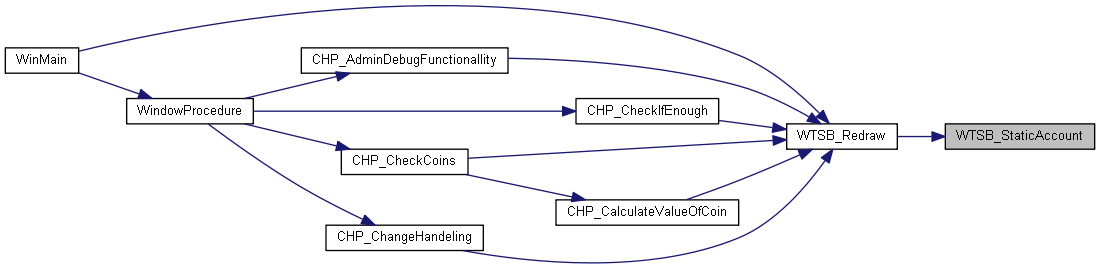 WinMain
CHP_AdminDebugFunctionallity
WindowProcedure
CHP_CheckIfEnough
WTSB_Redraw
WTSB_StaticAccount
CHP_CheckCoins
CHP_CalculateValueOfCoin
CHP_ChangeHandeling